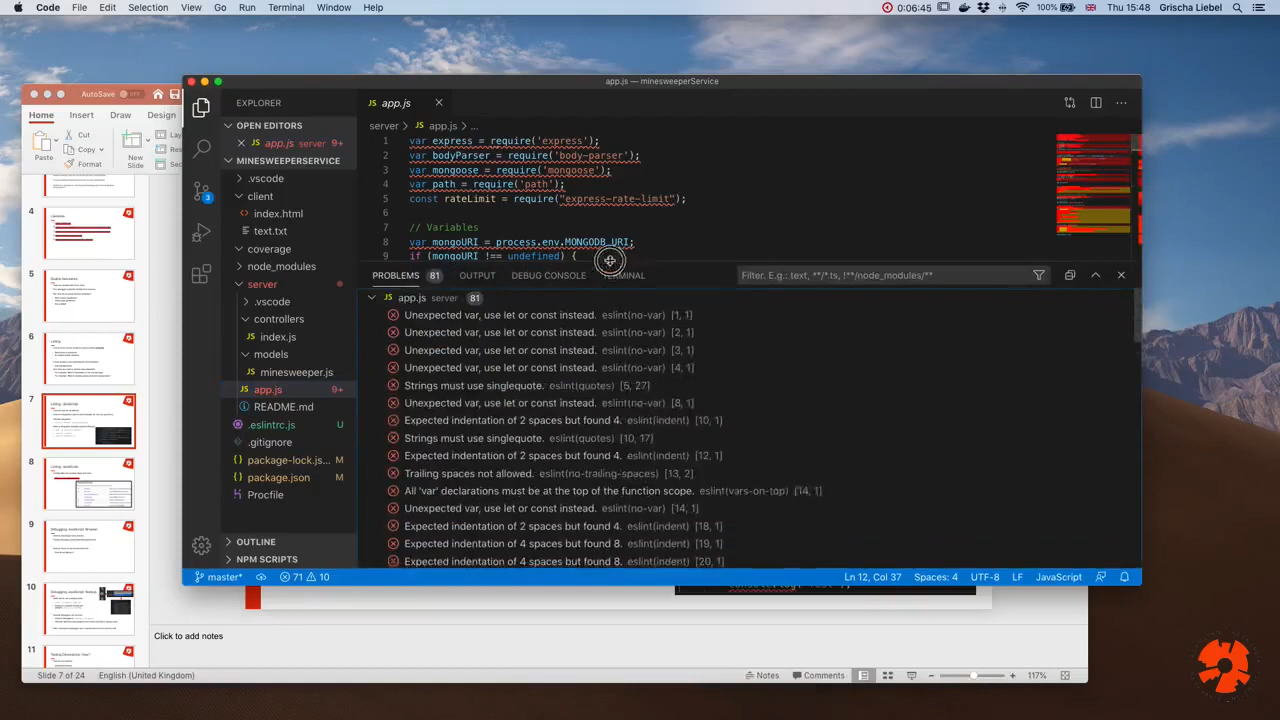 Code File Edit Selection View Go Run Terminal Window Help 0:06:45 100% Thu 15:48 Grischa Liebel
app.js — minesweeperService
AutoSave OFF
Home Insert Draw Design
Paste
Cut
Copy
Format
New
Slide
Lay
Res
Sec
4
5
6
7
8
9
10
11
EXPLORER
OPEN EDITORS
app.js server 9+
MINESWEEPERSERVICE
.vscode
client
index.html
text.txt
coverage
node_modules
server
.vscode
controllers
index.js
models
minesweeper.js
app.js 9+
README.md
.eslintrc.js U
.gitignore
package-lock.js... M
package.json M
Procfile
OUTLINE
NPM SCRIPTS
3
JS app.js
server > JS app.js > ...
1 var express = require('express');
2 var bodyParser = require('body-parser');
3 var mongoose = require('mongoose');
4 var path = require('path');
5 const rateLimit = require("express-rate-limit");
6
7 // Variables
8 var mongoURI = process.env.MONGODB_URI;
9 if (mongoURI !== undefined) {
PROBLEMS 81 OUTPUT DEBUG CONSOLE TERMINAL Filter. E.g.: text, **/*.ts, !**/node_modules/**
app.js server 81
Unexpected var, use let or const instead. eslint(no-var) [1, 1]
Unexpected var, use let or const instead. eslint(no-var) [2, 1]
Unexpected var, use let or const instead. eslint(no-var) [3, 1]
Unexpected var, use let or const instead. eslint(no-var) [4, 1]
Strings must use singlequote. eslint(quotes) [5, 27]
Unexpected var, use let or const instead. eslint(no-var) [8, 1]
Expected indentation of 2 spaces but found 4. eslint(indent) [10, 1]
Strings must use singlequote. eslint(quotes) [10, 17]
Expected indentation of 2 spaces but found 4. eslint(indent) [12, 1]
Trailing spaces not allowed. eslint(no-trailing-spaces) [13, 2]
All 'var' declarations must be at the top of the function scope. eslint(vars-on-top) [14, 1]
Unexpected var, use let or const instead. eslint(no-var) [14, 1]
Expected indentation of 2 spaces but found 4. eslint(indent) [18, 1]
Expected indentation of 4 spaces but found 8. eslint(indent) [19, 1]
Expected indentation of 4 spaces but found 8. eslint(indent) [20, 1]
master* 71 10 Ln 12, Col 37 Spaces: 4 UTF-8 LF JavaScript
Click to add notes
Slide 7 of 24 English (United Kingdom) Notes Comments 117%